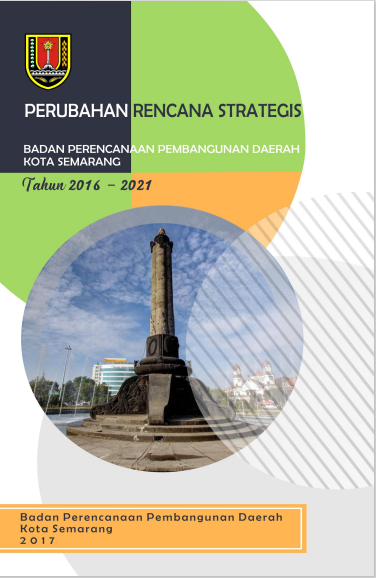 PERUBAHAN RENCANA STRATEGIS
BADAN PERENCANAAN PEMBANGUNAN DAERAH
KOTA SEMARANG
Tahun 2016 – 2021
Badan Perencanaan Pembangunan Daerah
Kota Semarang
2017